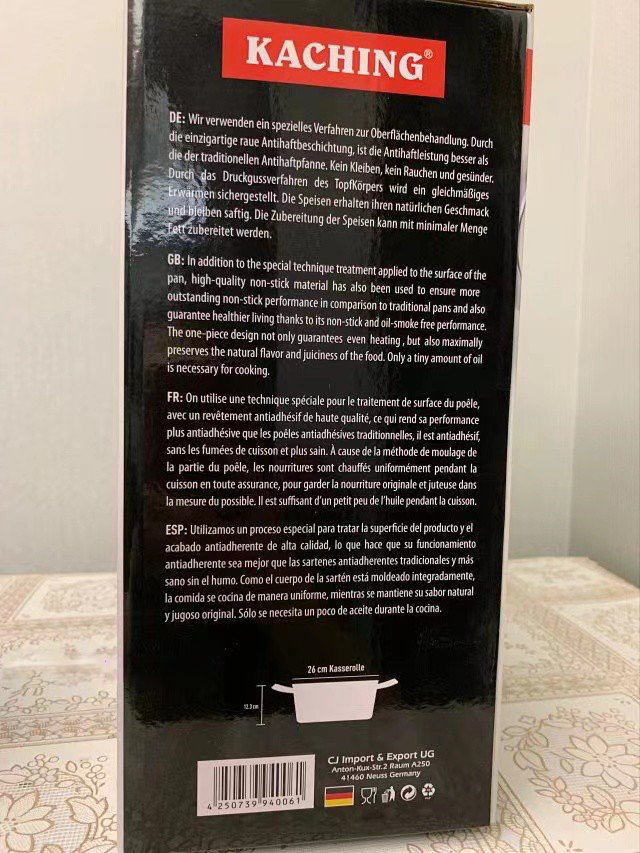 KACHING®
DE: Wir verwenden ein spezielles Verfahren zur Oberflächenbehandlung. Durch
die einzigartige raue Antihaftbeschichtung, ist die Antihaftleistung besser als
die der traditionellen Antihaftpfanne. Kein Kleiben, kein Rauchen und gesünder.
Durch das Druckgussverfahren des TopfKörpers wird ein gleichmäßiges
Erwärmen sichergestellt. Die Speisen erhalten ihren natürlichen Geschmack
und bleiben saftig. Die Zubereitung der Speisen kann mit minimaler Menge
Fett zubereitet werden.
GB: In addition to the special technique treatment applied to the surface of the
pan, high-quality non-stick material has also been used to ensure more
outstanding non-stick performance in comparison to traditional pans and also
guarantee healthier living thanks to its non-stick and oil-smoke free performance.
The one-piece design not only guarantees even heating, but also maximally
preserves the natural flavor and juiciness of the food. Only a tiny amount of oil
is necessary for cooking.
FR: On utilise une technique spéciale pour le traitement de surface du poêle,
avec un revêtement antiadhésif de haute qualité, ce qui rend sa performance
plus antiadhésive que les poêles antiadhésives traditionnelles, il est antiadhésif,
sans les fumées de cuisson et plus sain. À cause de la méthode de moulage de
la partie du poêle, les nourritures sont chauffés uniformément pendant la
cuisson en toute assurance, pour garder la nourriture originale et juteuse dans
la mesure du possible. Il est suffisant d'un petit peu de l'huile pendant la cuisson.
ESP: Utilizamos un proceso especial para tratar la superficie del producto y el
acabado antiadherente de alta calidad, lo que hace que su funcionamiento
antiadherente sea mejor que las sartenes antiadherentes tradicionales y más
sano sin el humo. Como el cuerpo de la sartén está moldeado integradamente,
la comida se cocina de manera uniforme, mientras se mantiene su sabor natural
y jugoso original. Sólo se necesita un poco de aceite durante la cocina.
26 cm Kasserolle
12.3 cm
CJ Import & Export UG
Anton-Kux-Str.2 Raum A250
41460 Neuss Germany
4 250739 940061